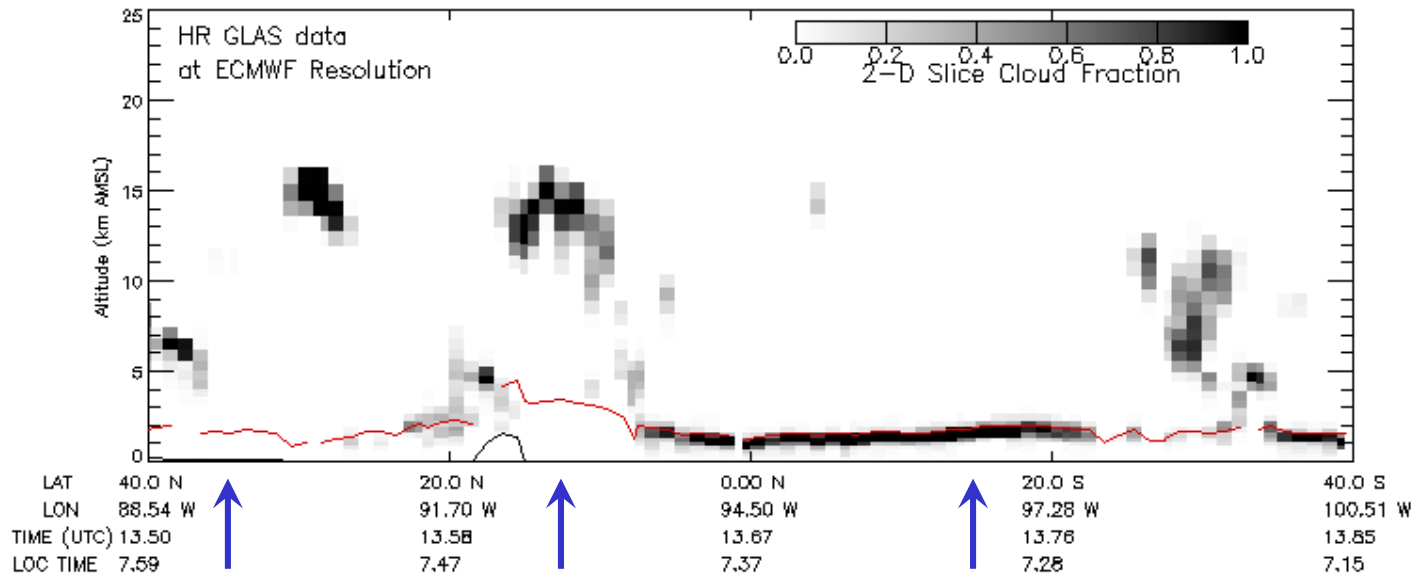 HR GLAS data
at ECMWF Resolution
0.0 0.2 0.4 0.6 0.8 1.0
2-D Slice Cloud Fraction
Altitude (km AMSL)
25
20
15
10
5
0
LAT 40.0 N 20.0 N 0.00 N 20.0 S 40.0 S
LON 88.54 W 91.70 W 94.50 W 97.28 W 100.51 W
TIME (UTC) 13.50 13.58 13.67 13.76 13.85
LOC TIME 7.59 7.47 7.37 7.28 7.15